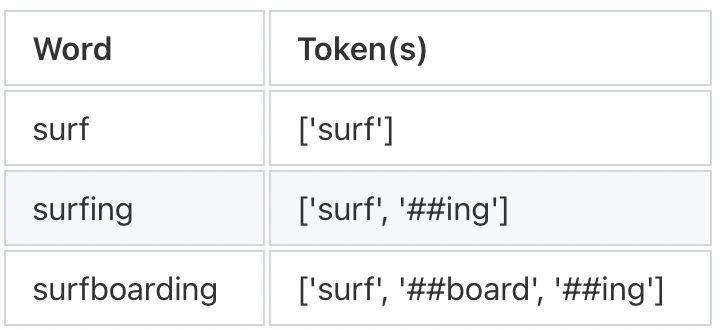 Word Token(s)
surf ['surf']
surfing ['surf', '##ing']
surfboarding ['surf', '##board', '##ing']